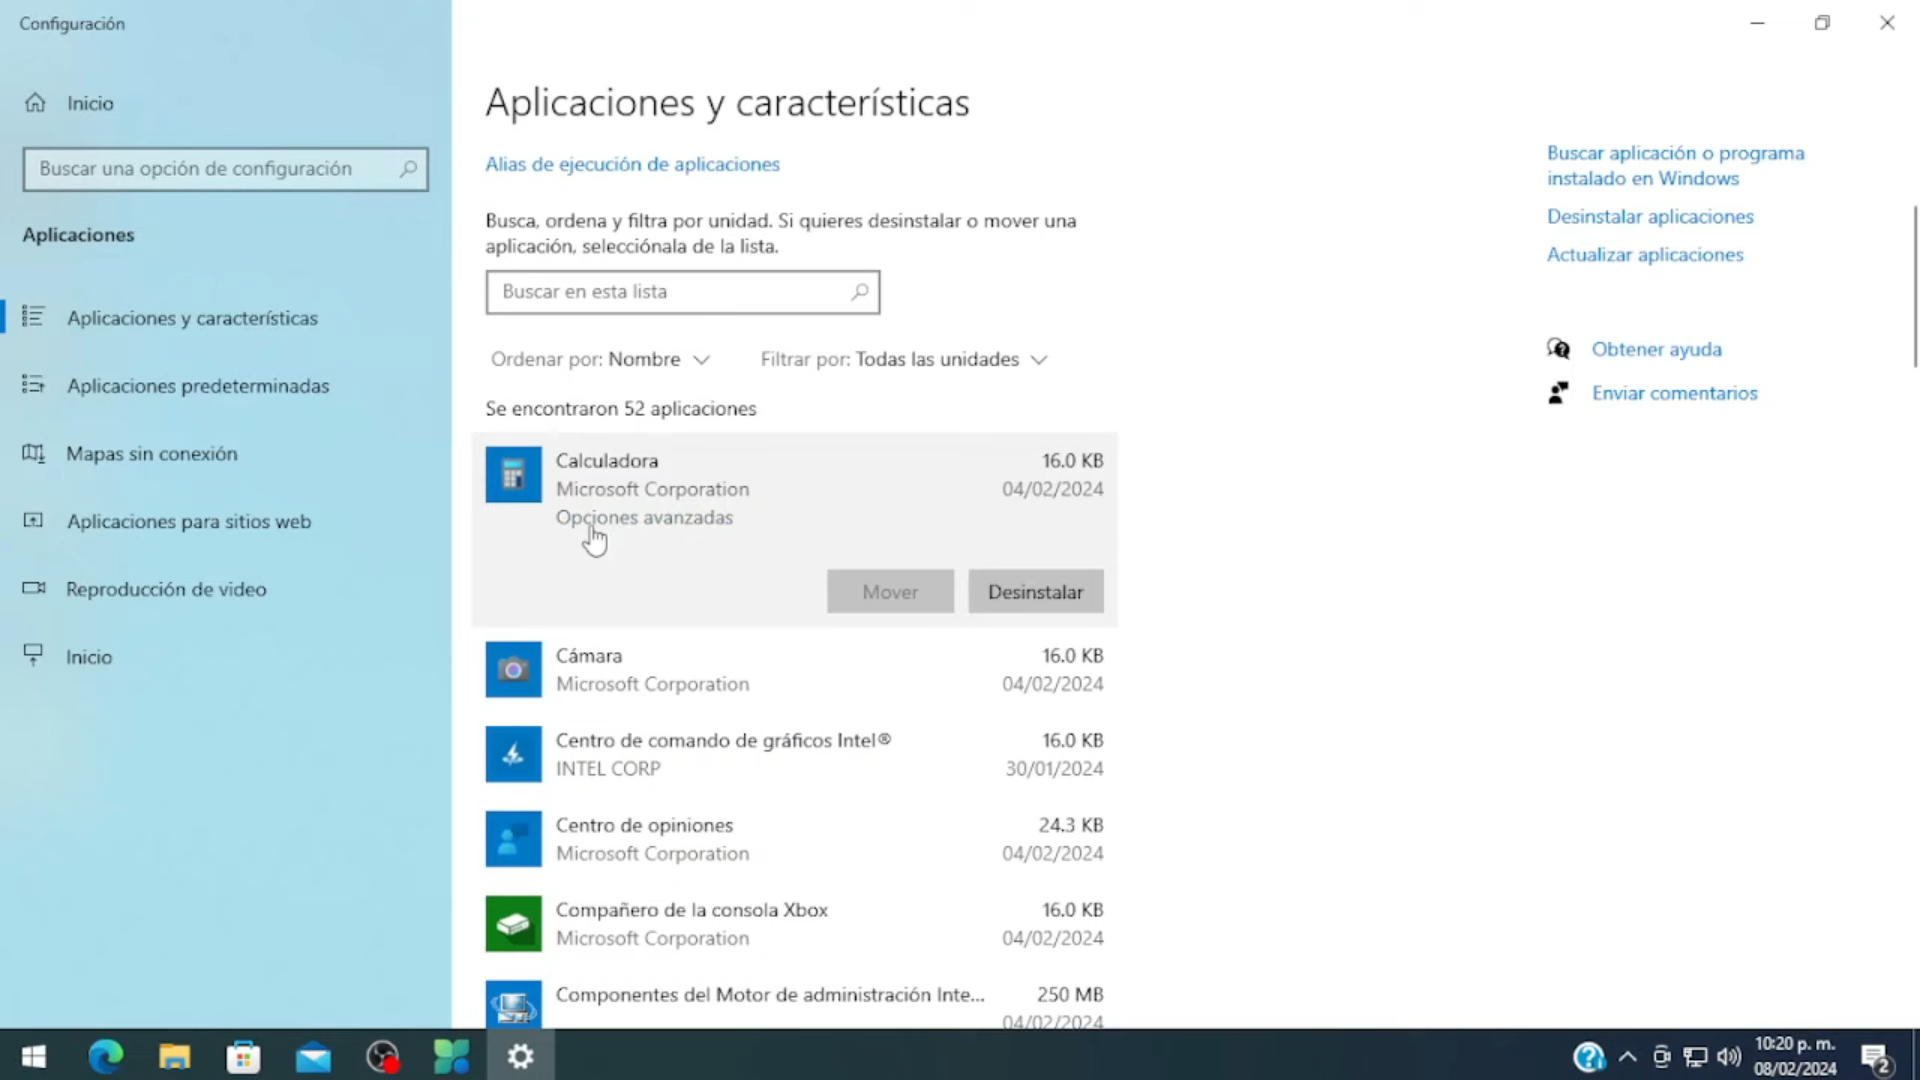 Configuración
Inicio
Buscar una opción de configuración
Aplicaciones
Aplicaciones y características
Aplicaciones predeterminadas
Mapas sin conexión
Aplicaciones para sitios web
Reproducción de video
Inicio
Aplicaciones y características
Alias de ejecución de aplicaciones
Busca, ordena y filtra por unidad. Si quieres desinstalar o mover una
aplicación, selecciónala de la lista.
Buscar en esta lista
Ordenar por: Nombre
Filtrar por: Todas las unidades
Se encontraron 52 aplicaciones
Calculadora 16.0 KB
Microsoft Corporation 04/02/2024
Opciones avanzadas
Mover Desinstalar
Cámara 16.0 KB
Microsoft Corporation 04/02/2024
Centro de comando de gráficos Intel® 16.0 KB
INTEL CORP 30/01/2024
Centro de opiniones 24.3 KB
Microsoft Corporation 04/02/2024
Compañero de la consola Xbox 16.0 KB
Microsoft Corporation 04/02/2024
Componentes del Motor de administración Inte... 250 MB
04/02/2024
Buscar aplicación o programa
instalado en Windows
Desinstalar aplicaciones
Actualizar aplicaciones
Obtener ayuda
Enviar comentarios
10:20 p. m.
08/02/2024
2